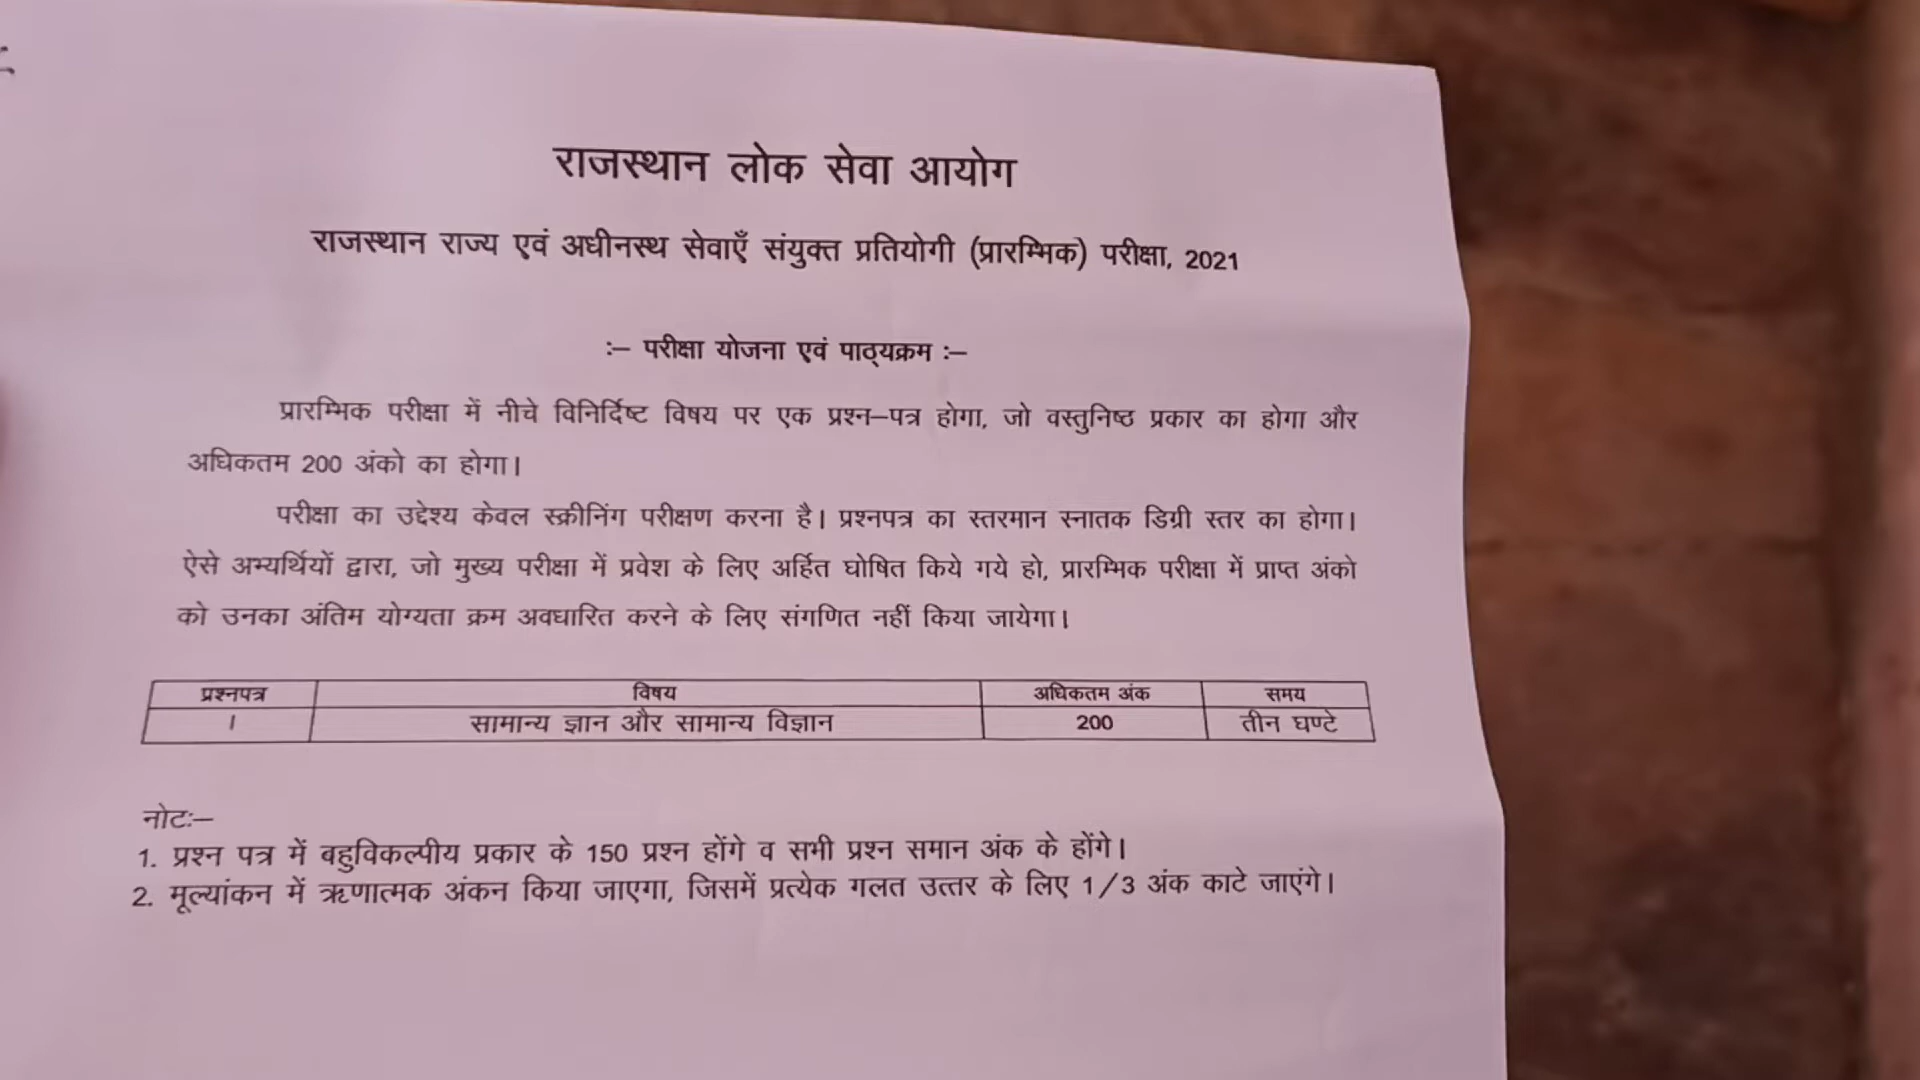 राजस्थान लोक सेवा आयोग
राजस्थान राज्य एवं अधीनस्थ सेवाएँ संयुक्त प्रतियोगी (प्रारम्भिक) परीक्षा, 2021
:– परीक्षा योजना एवं पाठ्यक्रम :–
प्रारम्भिक परीक्षा में नीचे विनिर्दिष्ट विषय पर एक प्रश्न–पत्र होगा, जो वस्तुनिष्ठ प्रकार का होगा और
अधिकतम 200 अंको का होगा।
परीक्षा का उद्देश्य केवल स्क्रीनिंग परीक्षण करना है। प्रश्नपत्र का स्तरमान स्नातक डिग्री स्तर का होगा।
ऐसे अभ्यर्थियों द्वारा, जो मुख्य परीक्षा में प्रवेश के लिए अर्हित घोषित किये गये हो, प्रारम्भिक परीक्षा में प्राप्त अंको
को उनका अंतिम योग्यता क्रम अवधारित करने के लिए संगणित नहीं किया जायेगा।
प्रश्नपत्र विषय अधिकतम अंक समय
I सामान्य ज्ञान और सामान्य विज्ञान 200 तीन घण्टे
नोटः–
1. प्रश्न पत्र में बहुविकल्पीय प्रकार के 150 प्रश्न होंगे व सभी प्रश्न समान अंक के होंगे।
2. मूल्यांकन में ऋणात्मक अंकन किया जाएगा, जिसमें प्रत्येक गलत उत्तर के लिए 1/3 अंक काटे जाएंगे।